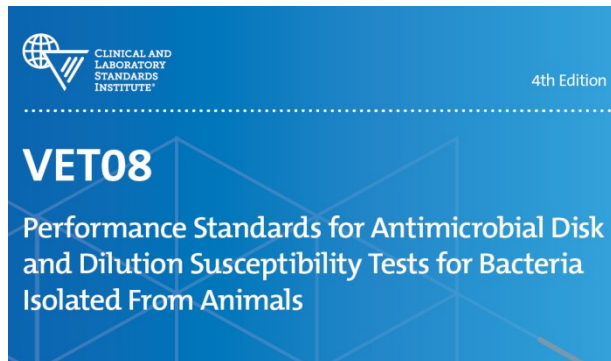 CLINICAL AND
LABORATORY
STANDARDS
INSTITUTE®
4th Edition
VET08
Performance Standards for Antimicrobial Disk
and Dilution Susceptibility Tests for Bacteria
Isolated From Animals